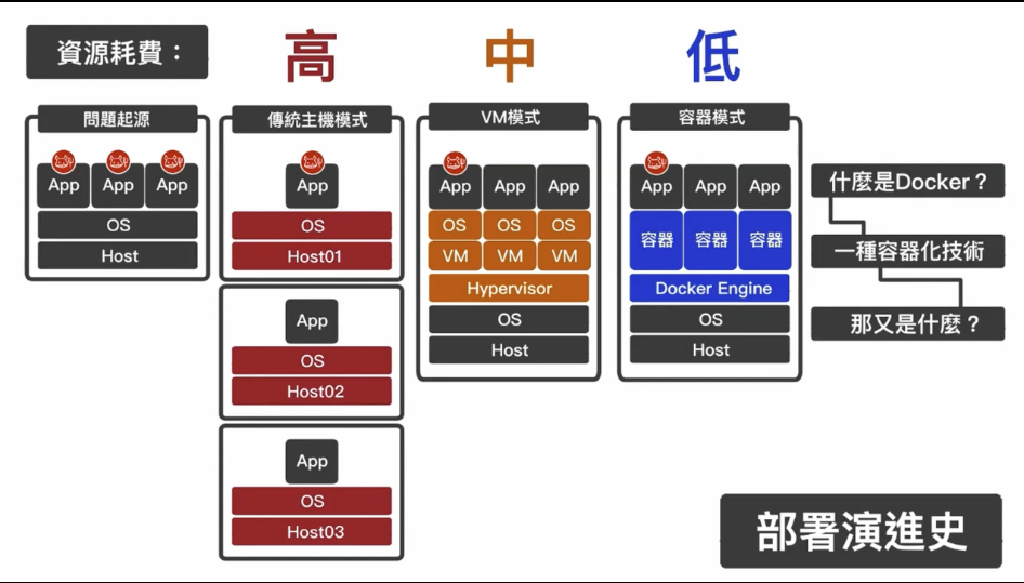 資源耗費：
高
中
低
問題起源
App App App
OS
Host
傳統主機模式
App
OS
Host01
App
OS
Host02
App
OS
Host03
VM模式
App App App
OS OS OS
VM VM VM
Hypervisor
OS
Host
容器模式
App App App
容器 容器 容器
Docker Engine
OS
Host
什麼是Docker？
一種容器化技術
那又是什麼？
部署演進史